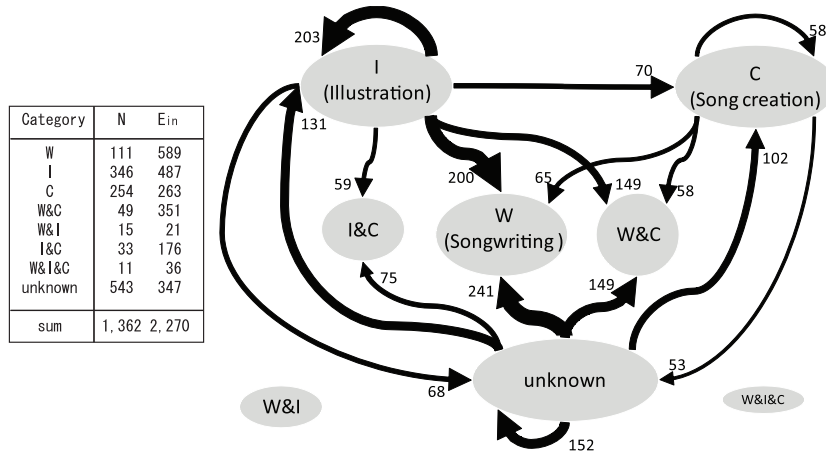 Category N Ein
W 111 589
I 346 487
C 254 263
W&C 49 351
W&I 15 21
I&C 33 176
W&I&C 11 36
unknown 543 347
sum 1,362 2,270
203
58
I
(Illustration)
70
C
(Song creation)
131
102
200
59
65
149
58
I&C
W
(Songwriting )
W&C
75
241
149
unknown
53
68
W&I
W&I&C
152